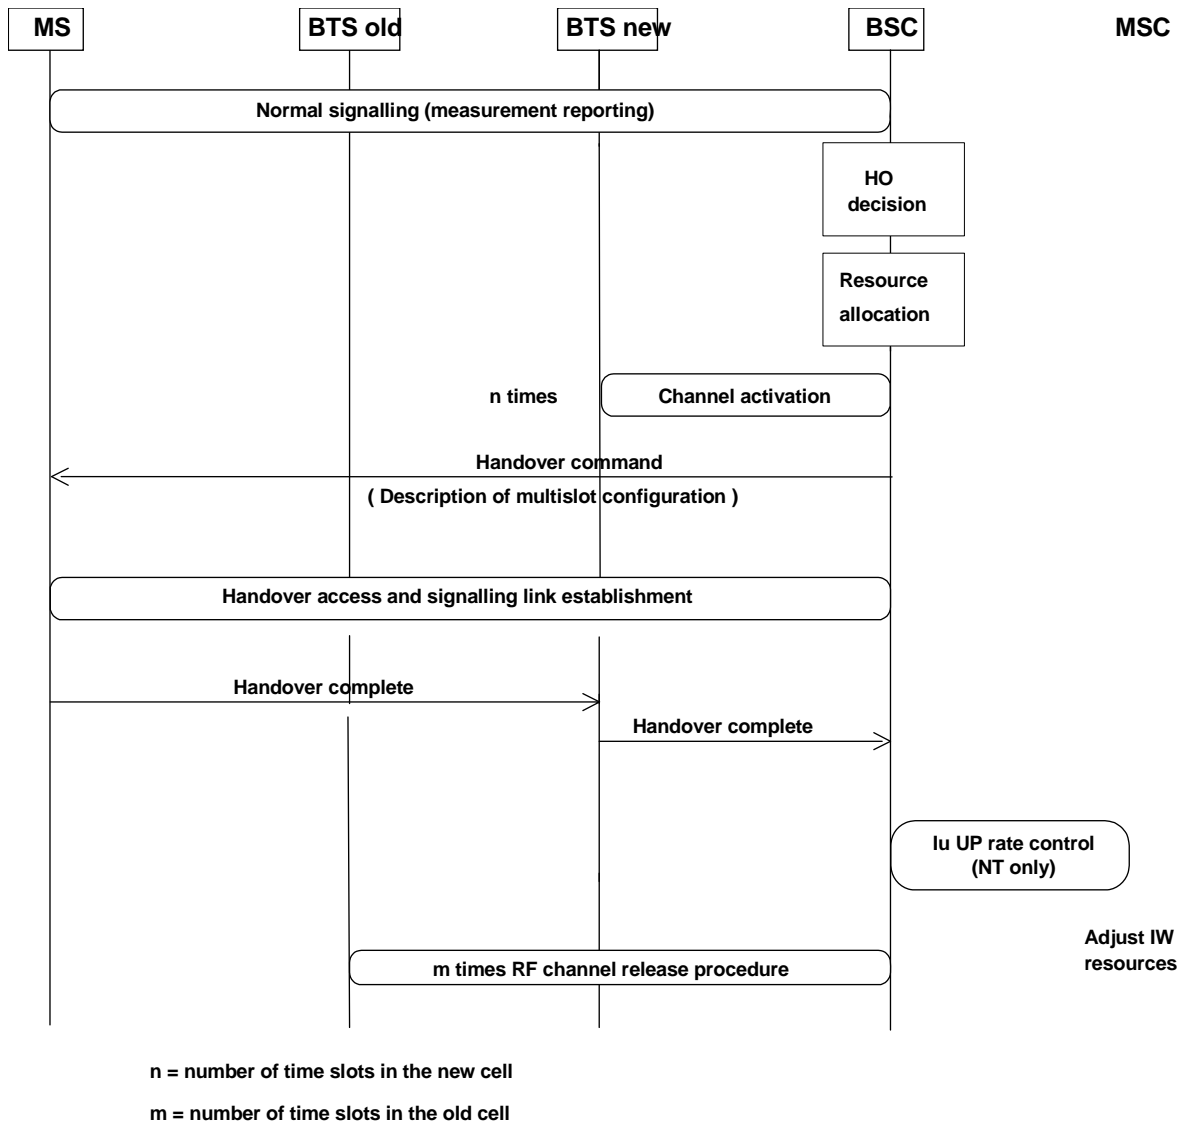 MS BTS old BTS new BSC MSC
Normal signalling (measurement reporting)
HO
decision
Resource
allocation
n times Channel activation
Handover command
( Description of multislot configuration )
Handover access and signalling link establishment
Handover complete
Handover complete
Iu UP rate control
(NT only)
Adjust IW
resources
m times RF channel release procedure
n = number of time slots in the new cell
m = number of time slots in the old cell